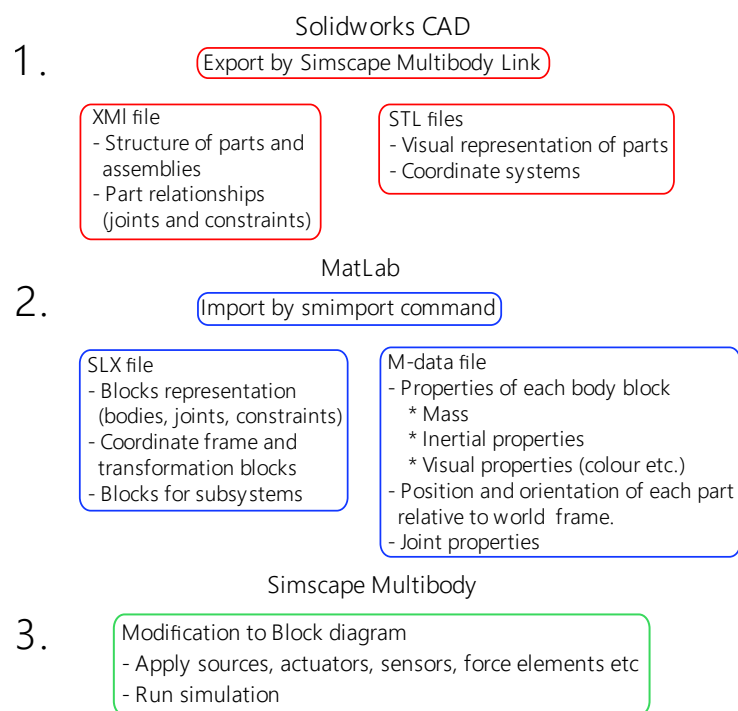 Solidworks CAD
1.
Export by Simscape Multibody Link
XMl file
- Structure of parts and
assemblies
- Part relationships
(joints and constraints)
STL files
- Visual representation of parts
- Coordinate systems
MatLab
2.
Import by smimport command
SLX file
- Blocks representation
(bodies, joints, constraints)
- Coordinate frame and
transformation blocks
- Blocks for subsystems
M-data file
- Properties of each body block
* Mass
* Inertial properties
* Visual properties (colour etc.)
- Position and orientation of each part
relative to world frame.
- Joint properties
Simscape Multibody
3.
Modification to Block diagram
- Apply sources, actuators, sensors, force elements etc
- Run simulation